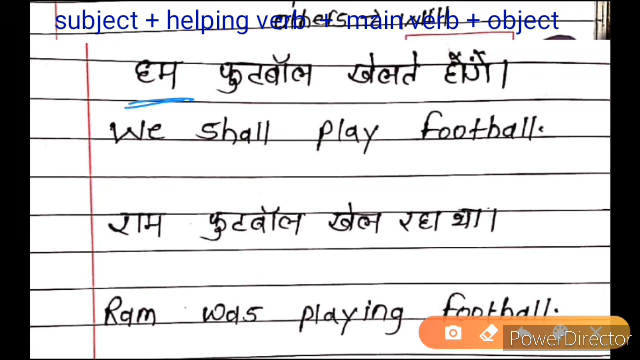 subject + helping verb + main verb + object
हम फुटबॉल खेलते होंगे।
We shall play football.
राम फुटबॉल खेल रहा था।
Ram was playing football.
PowerDirector